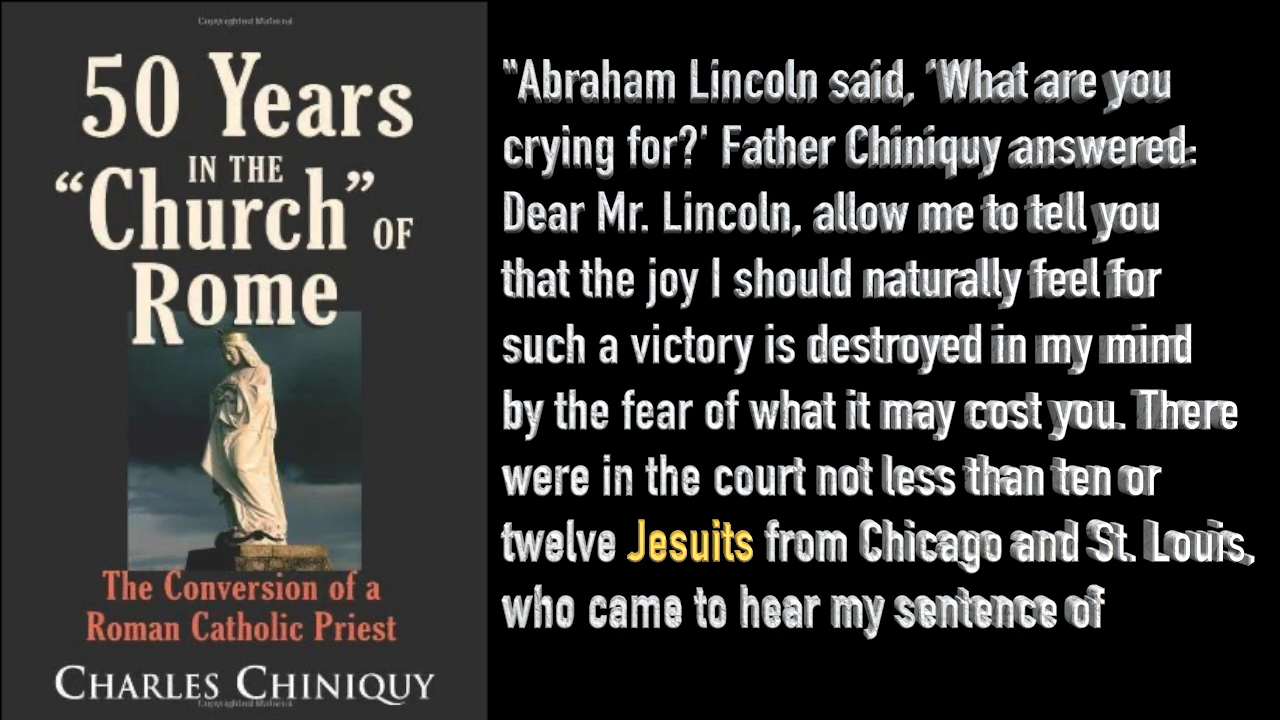 Copyrighted Material
50 Years
IN THE
“Church” OF
Rome
The Conversion of a
Roman Catholic Priest
CHARLES CHINIQUY
Copyrighted Material
"Abraham Lincoln said, 'What are you
crying for?' Father Chiniquy answered:
Dear Mr. Lincoln, allow me to tell you
that the joy I should naturally feel for
such a victory is destroyed in my mind
by the fear of what it may cost you. There
were in the court not less than ten or
twelve Jesuits from Chicago and St. Louis,
who came to hear my sentence of